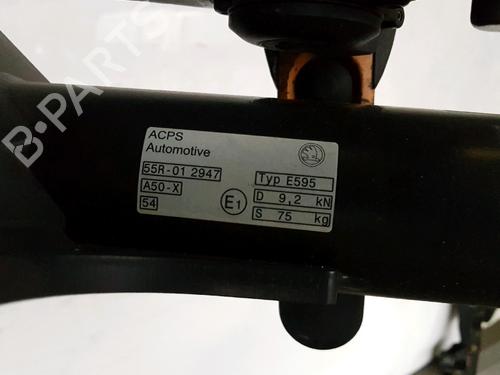 B-PARTS
ACPS
Automotive
55R-01 2947
A50-X
54
E1
Typ E595
D 9,2 kN
S 75 kg